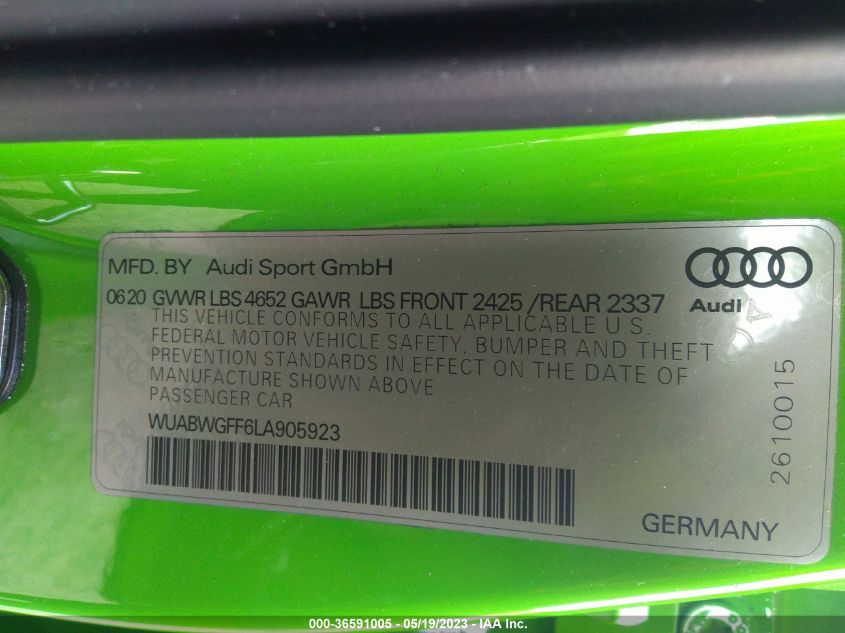 MFD. BY Audi Sport GmbH
Audi
0620 GVWR LBS 4652 GAWR LBS FRONT 2425 /REAR 2337
THIS VEHICLE CONFORMS TO ALL APPLICABLE U.S.
FEDERAL MOTOR VEHICLE SAFETY, BUMPER AND THEFT
PREVENTION STANDARDS IN EFFECT ON THE DATE OF
MANUFACTURE SHOWN ABOVE
PASSENGER CAR
WUABWGFF6LA905923
2610015
GERMANY
000-36591005 - 05/19/2023 - IAA Inc.